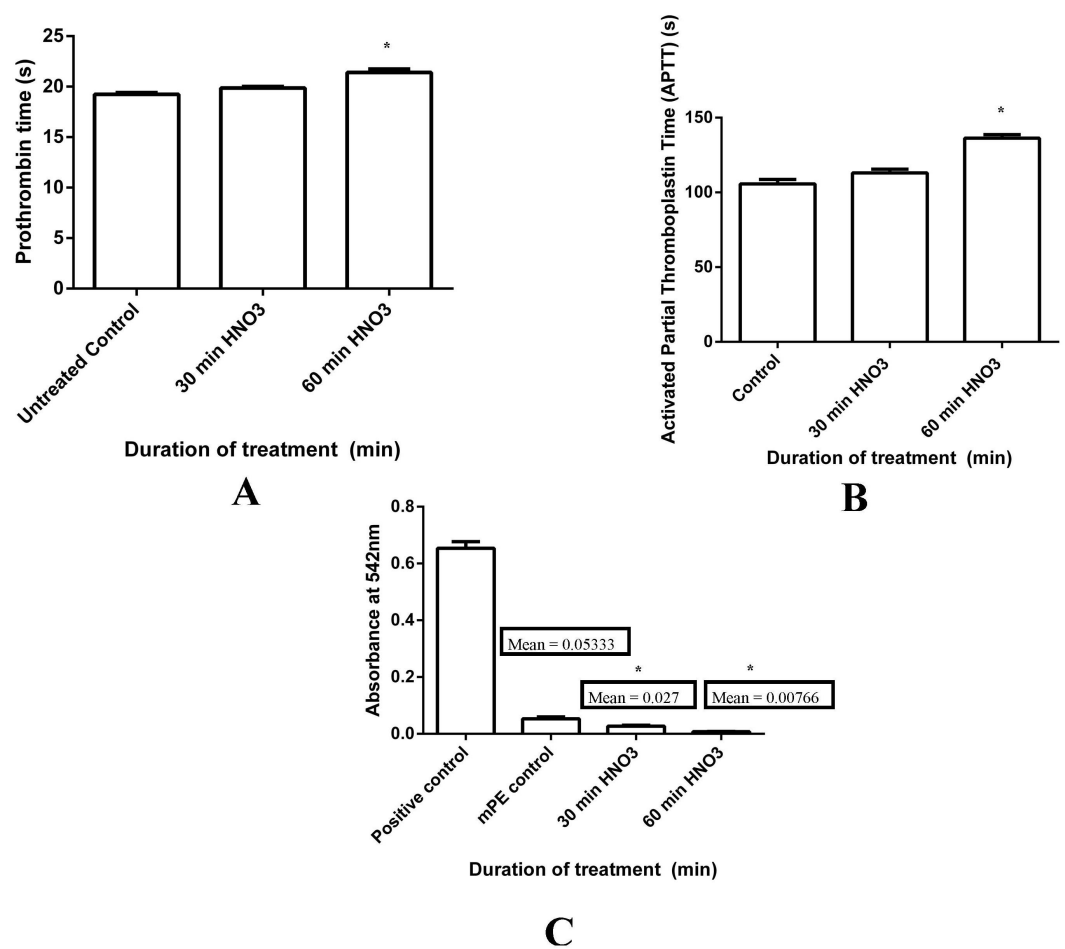 Prothrombin time (s)
25
20
15
10
5
0
*
Untreated Control
30 min HNO3
60 min HNO3
Duration of treatment (min)
A
Activated Partial Thromboplastin Time (APTT) (s)
150
100
50
0
*
Control
30 min HNO3
60 min HNO3
Duration of treatment (min)
B
Absorbance at 542nm
0.8
0.6
0.4
0.2
0.0
Mean = 0.05333
*
*
Mean = 0.027
Mean = 0.00766
Positive control
mPE control
30 min HNO3
60 min HNO3
Duration of treatment (min)
C